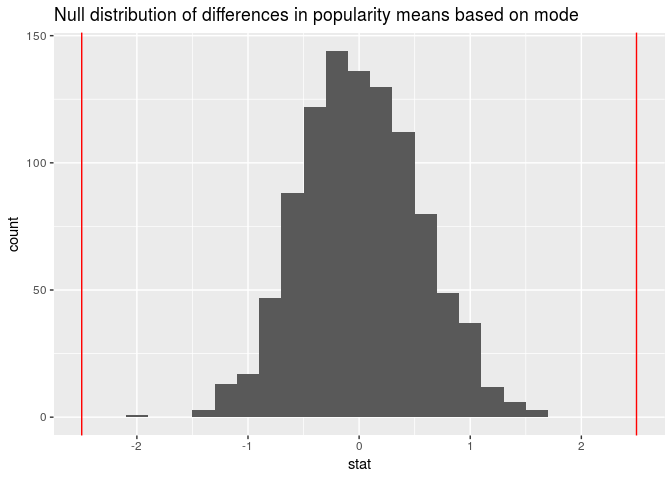 Null distribution of differences in popularity means based on mode
150
100
50
0
count
-2 -1 0 1 2
stat